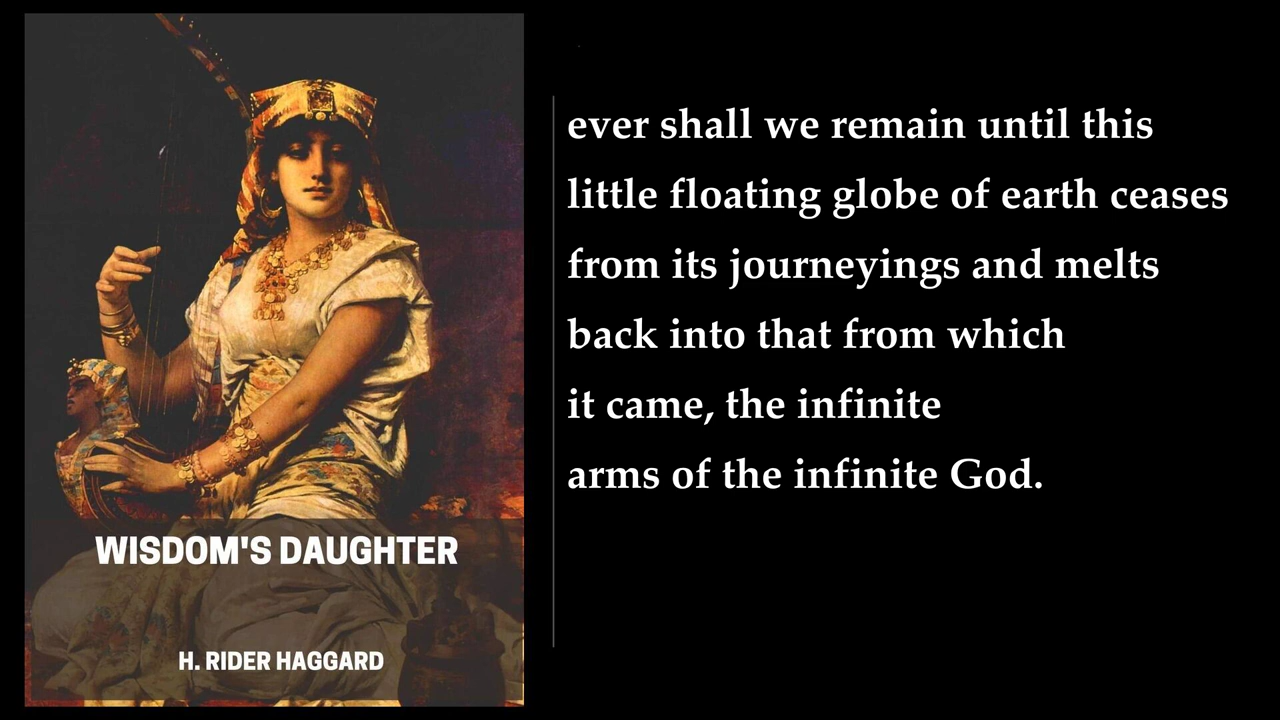 WISDOM'S DAUGHTER
H. RIDER HAGGARD
ever shall we remain until this
little floating globe of earth ceases
from its journeyings and melts
back into that from which
it came, the infinite
arms of the infinite God.